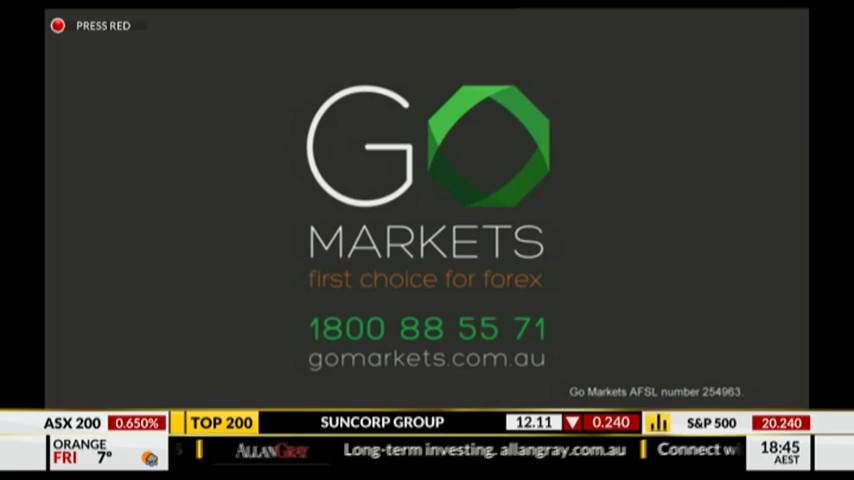 PRESS RED
GO
MARKETS
first choice for forex
1800 88 55 71
gomarkets.com.au
Go Markets AFSL number 254963.
ASX 200 0.650% TOP 200 SUNCORP GROUP 12.11 0.240 S&P 500 20.240
ORANGE
FRI 7°
ALLANGRAY Long-term investing. allangray.com.au Connect
18:45
AEST